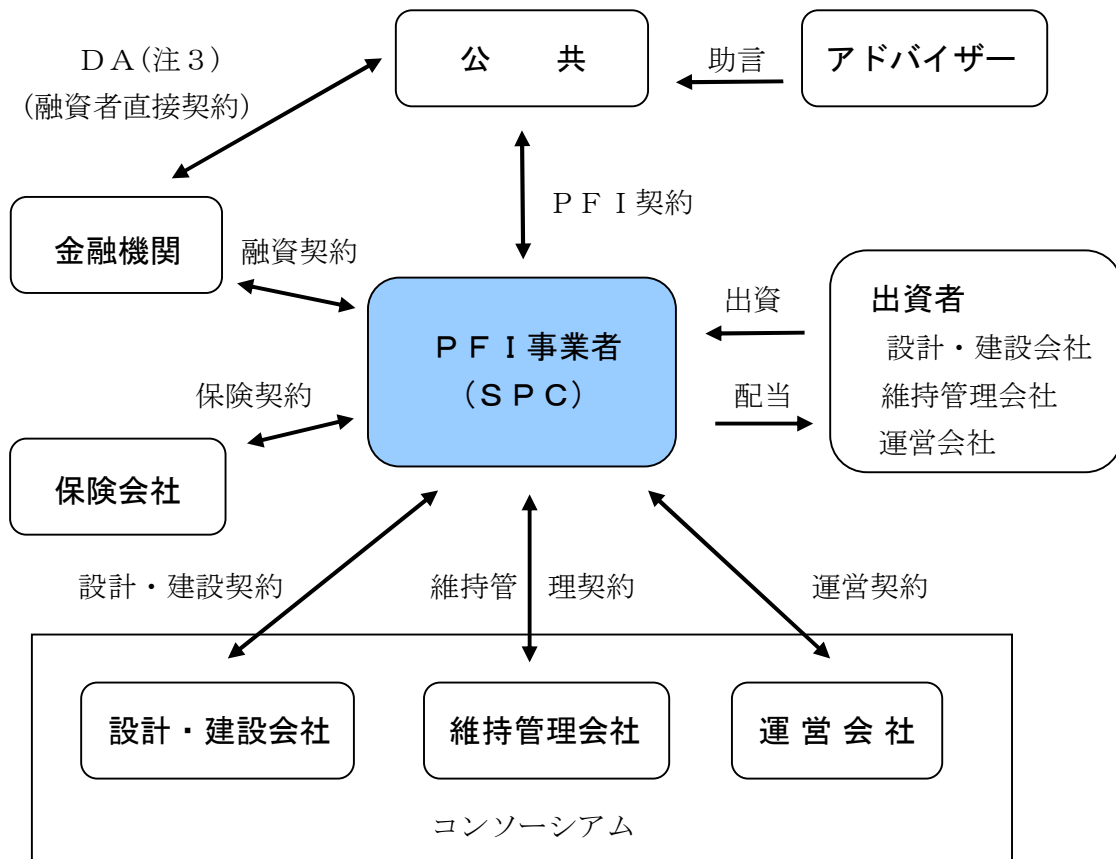 ＤＡ(注３)
(融資者直接契約)
公　　共
助言
アドバイザー
ＰＦＩ契約
金融機関
融資契約
ＰＦＩ事業者
（ＳＰＣ）
出資
配当
出資者
設計・建設会社
維持管理会社
運営会社
保険契約
保険会社
設計・建設契約
維持管　理契約
運営契約
設計・建設会社
維持管理会社
運 営 会 社
コンソーシアム